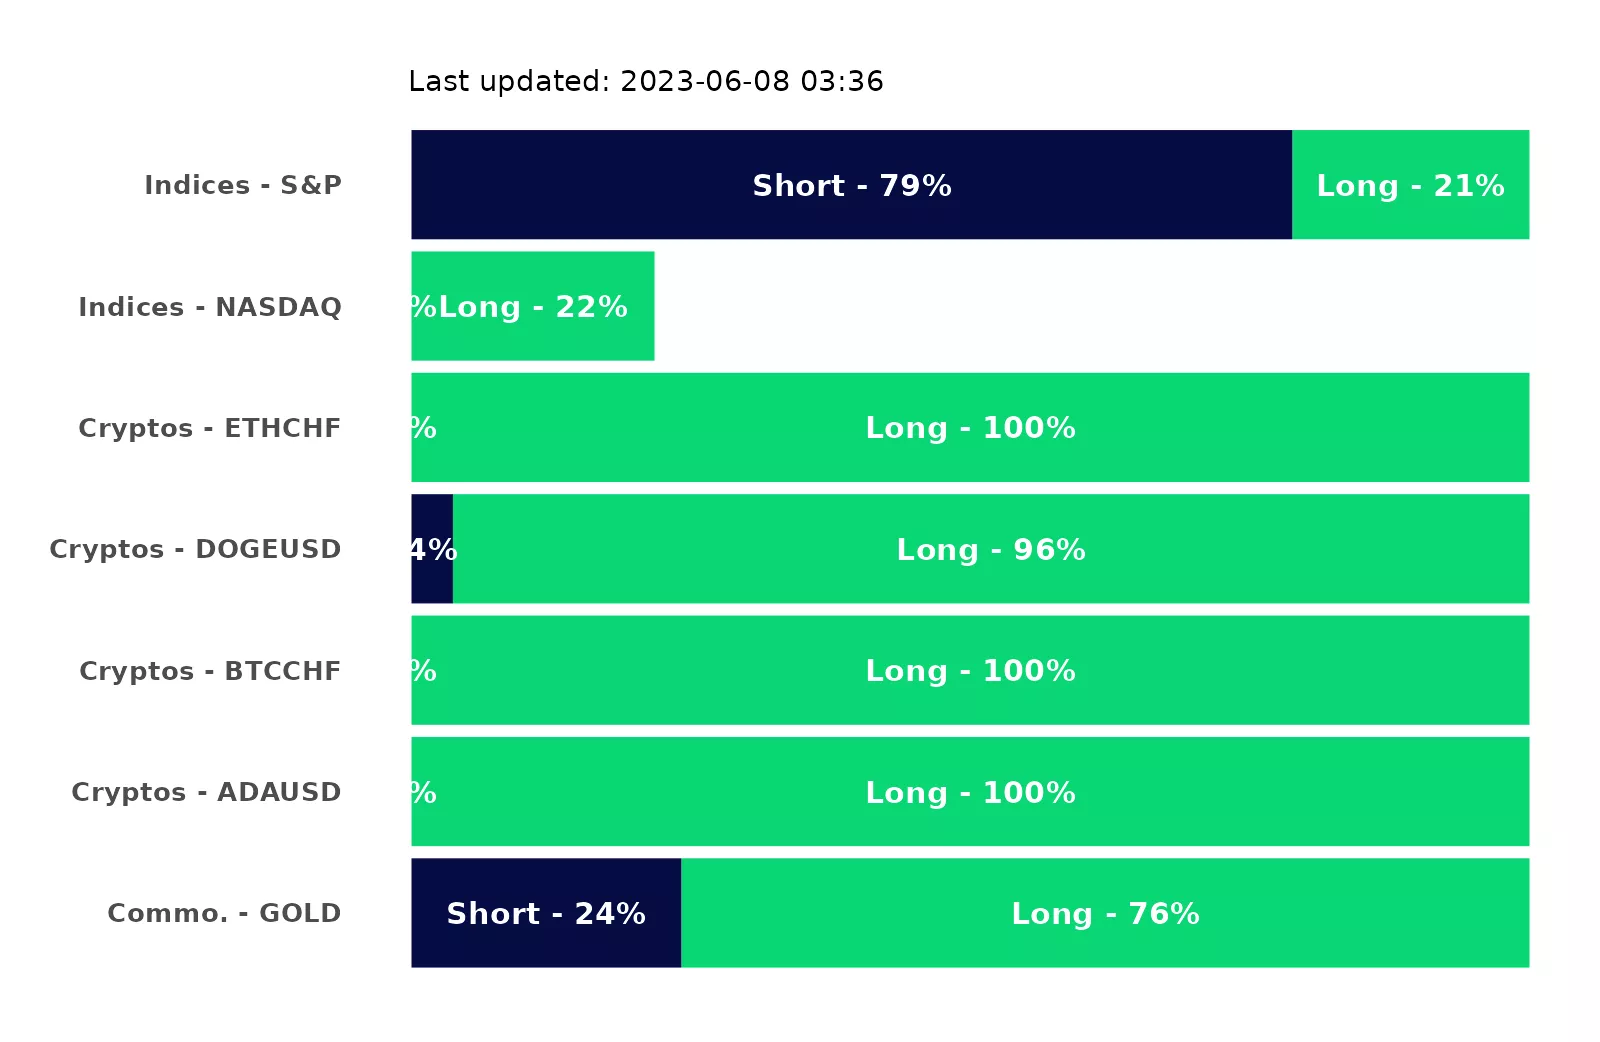 Last updated: 2023-06-08 03:36
Indices - S&P Short - 79% Long - 21%
Indices - NASDAQ %Long - 22%
Cryptos - ETHCHF % Long - 100%
Cryptos - DOGEUSD 4% Long - 96%
Cryptos - BTCCHF % Long - 100%
Cryptos - ADAUSD % Long - 100%
Commo. - GOLD Short - 24% Long - 76%